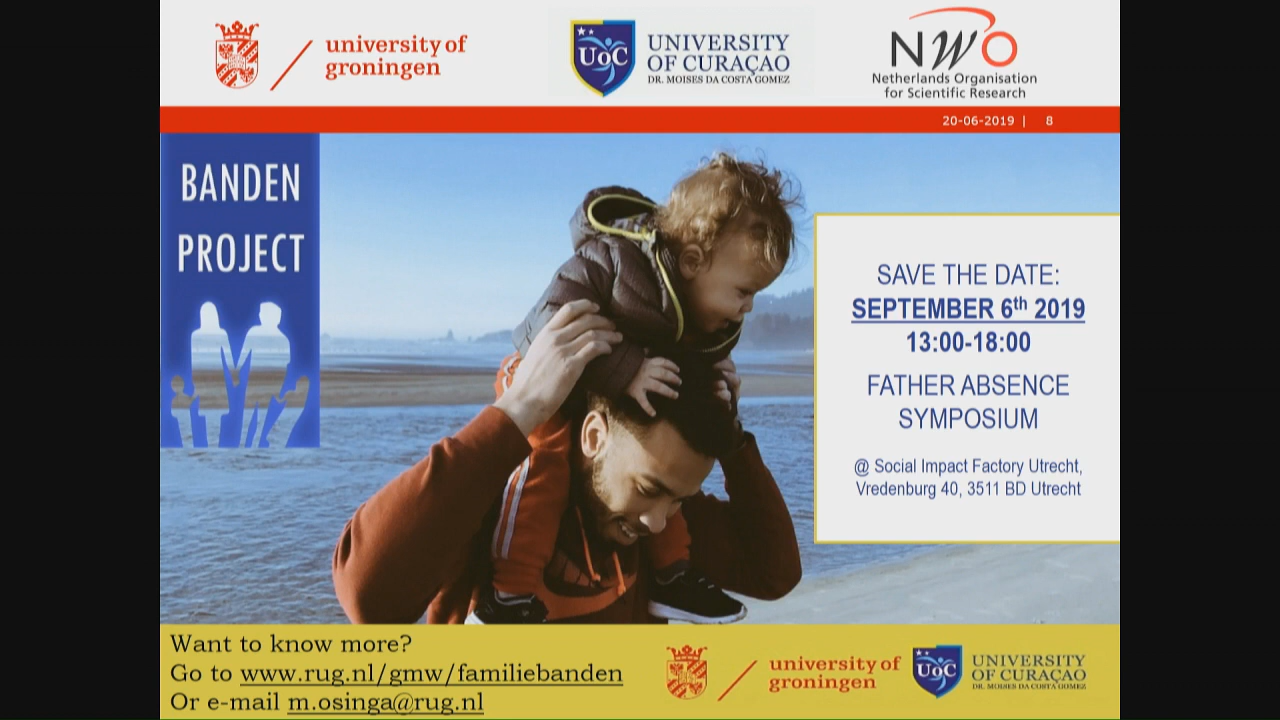 university of
groningen
UoC
UNIVERSITY
OF CURAÇAO
DR. MOISES DA COSTA GOMEZ
NWO
Netherlands Organisation
for Scientific Research
20-06-2019 | 8
BANDEN
PROJECT
SAVE THE DATE:
SEPTEMBER 6th 2019
13:00-18:00
FATHER ABSENCE
SYMPOSIUM
@ Social Impact Factory Utrecht,
Vredenburg 40, 3511 BD Utrecht
Want to know more?
Go to www.rug.nl/gmw/familiebanden
Or e-mail m.osinga@rug.nl
university of
groningen
UoC
UNIVERSITY
OF CURAÇAO
DR. MOISES DA COSTA GOMEZ